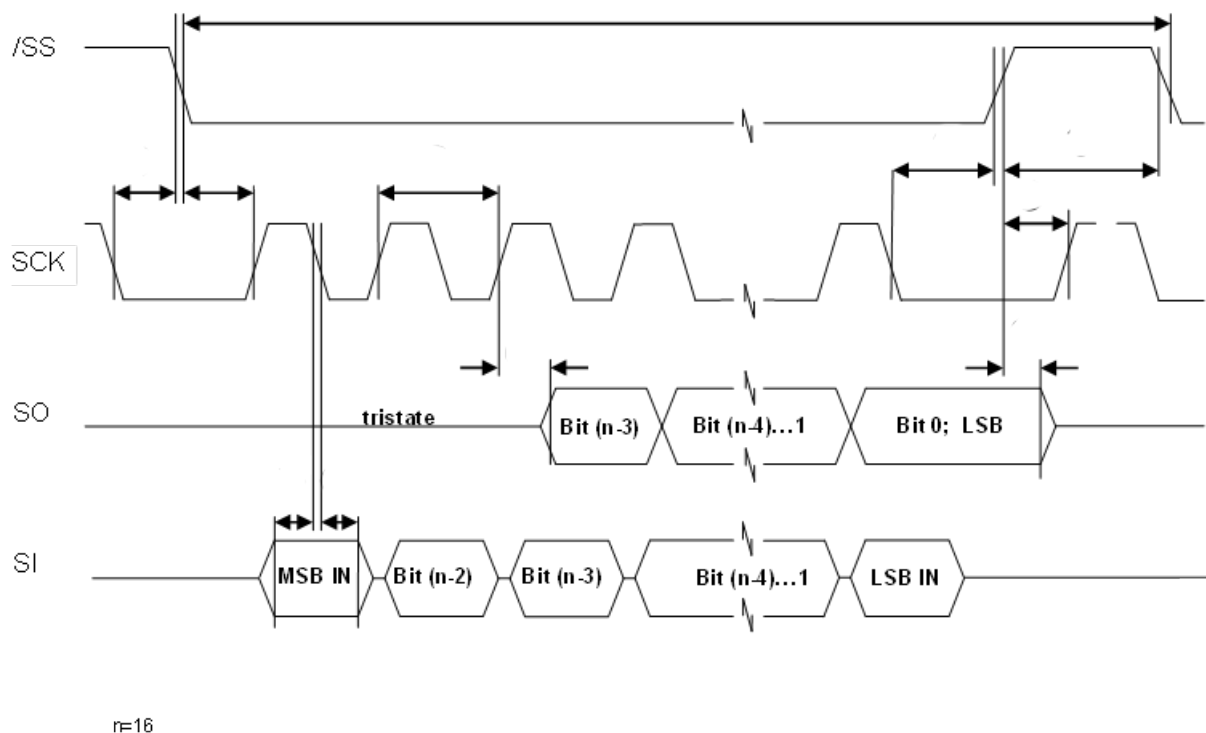 /SS
SCK
SO
tristate
Bit (n-3)
Bit (n-4)...1
Bit 0; LSB
SI
MSB IN
Bit (n-2)
Bit (n-3)
Bit (n-4)...1
LSB IN
n=16